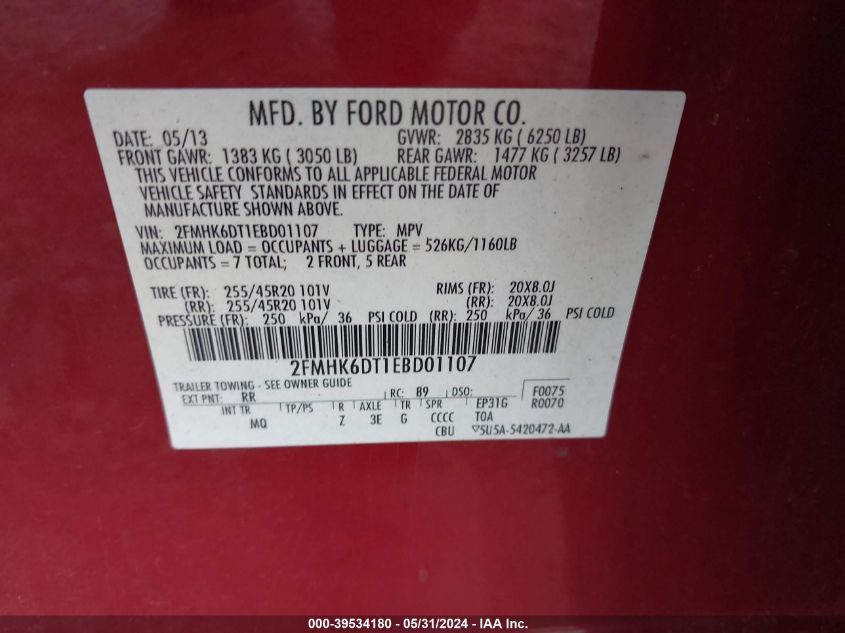 MFD. BY FORD MOTOR CO.
DATE: 05/13 GVWR: 2835 KG ( 6250 LB)
FRONT GAWR: 1383 KG ( 3050 LB) REAR GAWR: 1477 KG ( 3257 LB)
THIS VEHICLE CONFORMS TO ALL APPLICABLE FEDERAL MOTOR
VEHICLE SAFETY STANDARDS IN EFFECT ON THE DATE OF
MANUFACTURE SHOWN ABOVE.
VIN: 2FMHK6DT1EBD01107 TYPE: MPV
MAXIMUM LOAD = OCCUPANTS + LUGGAGE = 526KG/1160LB
OCCUPANTS = 7 TOTAL; 2 FRONT, 5 REAR
TIRE (FR): 255/45R20 101V RIMS (FR): 20X8.0J
(RR): 255/45R20 101V (RR): 20X8.0J
PRESSURE (FR): 250 kPa/ 36 PSI COLD (RR): 250 kPa/ 36 PSI COLD
2FMHK6DT1EBD01107
TRAILER TOWING - SEE OWNER GUIDE
EXT PNT: RR RC: 89 DSO: F0075
INT TR TP/PS R AXLE TR SPR EP31G R0070
MQ Z 3E G CCCC TOA
CBU 5U5A-5420472-AA
000-39534180 - 05/31/2024 - IAA Inc.